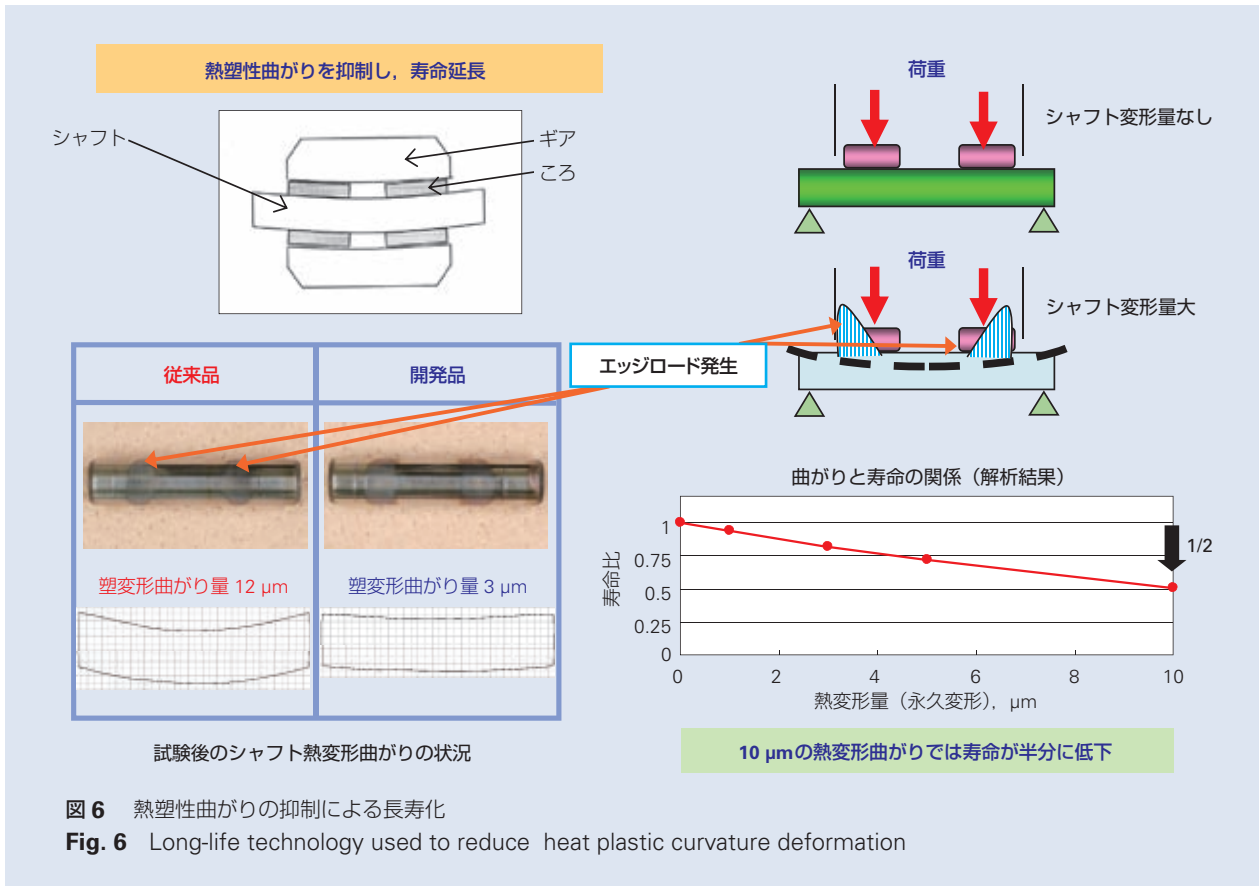 熱塑性曲がりを抑制し，寿命延長
シャフト
ギア
ころ
荷重
シャフト変形量なし
荷重
シャフト変形量大
エッジロード発生
従来品
開発品
塑変形曲がり量 12 µm
塑変形曲がり量 3 µm
試験後のシャフト熱変形曲がりの状況
曲がりと寿命の関係（解析結果）
寿命比
1
0.75
0.5
0.25
0
1/2
0 2 4 6 8 10
熱変形量（永久変形），µm
10 µmの熱変形曲がりでは寿命が半分に低下
図 6 熱塑性曲がりの抑制による長寿化
Fig. 6 Long-life technology used to reduce heat plastic curvature deformation